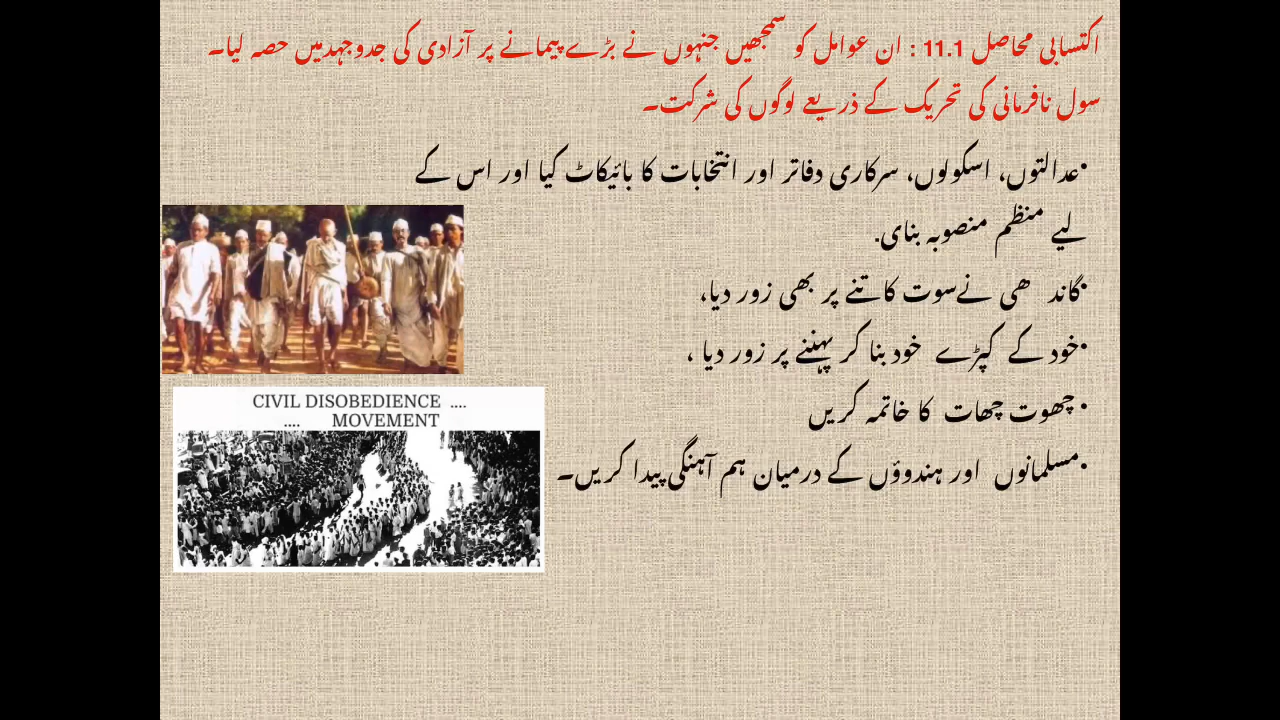 اکتسابی محاصل 11.1 : ان عوامل کو سمجھیں جنہوں نے بڑے پیمانے پر آزادی کی جدوجہدمیں حصہ لیا۔
سول نافرمانی کی تحریک کے ذریعے لوگوں کی شرکت۔
•عدالتوں، اسکولوں، سرکاری دفاتر اور انتخابات کا بائیکاٹ کیا اور اس کے
لیے منظم منصوبہ بنای.
•گاند ھی نےسوت کاتنے پر بھی زور دیا،
•خود کے کپڑے خود بنا کر پہننے پر زور دیا ،
•چھوت چھات کا خاتمہ کریں
•مسلمانوں اور ہندوؤں کے درمیان ہم آہنگی پیدا کریں۔
CIVIL DISOBEDIENCE ....
.... MOVEMENT